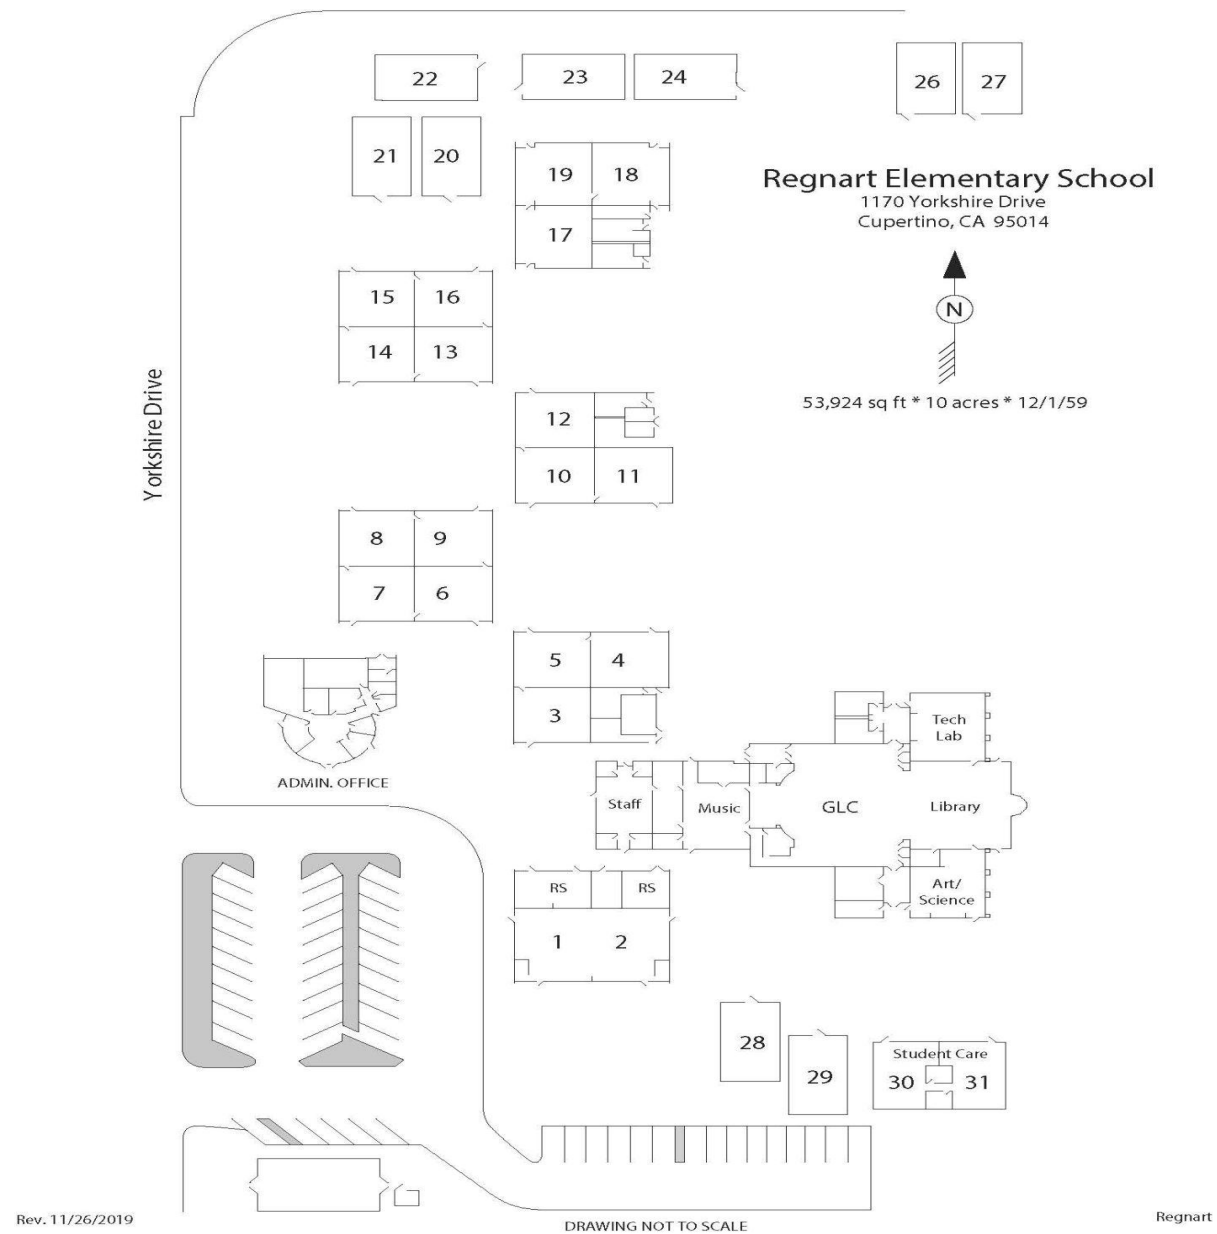 22
23
24
26
27
21
20
19
18
17
Regnart Elementary School
1170 Yorkshire Drive
Cupertino, CA 95014
N
53,924 sq ft * 10 acres * 12/1/59
15
16
14
13
Yorkshire Drive
12
10
11
8
9
7
6
5
4
3
ADMIN. OFFICE
Tech
Lab
Staff
Music
GLC
Library
Art/
Science
RS
RS
1
2
28
29
Student Care
30
31
Rev. 11/26/2019
DRAWING NOT TO SCALE
Regnart